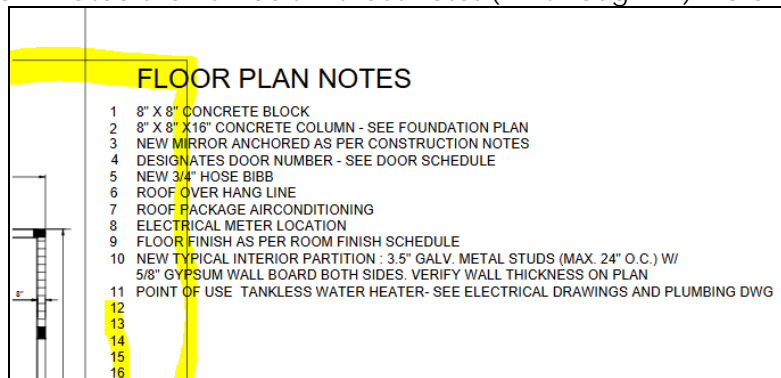 FLOOR PLAN NOTES
1 8" X 8" CONCRETE BLOCK
2 8" X 8" X16" CONCRETE COLUMN - SEE FOUNDATION PLAN
3 NEW MIRROR ANCHORED AS PER CONSTRUCTION NOTES
4 DESIGNATES DOOR NUMBER - SEE DOOR SCHEDULE
5 NEW 3/4" HOSE BIBB
6 ROOF OVER HANG LINE
7 ROOF PACKAGE AIRCONDITIONING
8 ELECTRICAL METER LOCATION
9 FLOOR FINISH AS PER ROOM FINISH SCHEDULE
10 NEW TYPICAL INTERIOR PARTITION : 3.5" GALV. METAL STUDS (MAX. 24" O.C.) W/
5/8" GYPSUM WALL BOARD BOTH SIDES. VERIFY WALL THICKNESS ON PLAN
11 POINT OF USE TANKLESS WATER HEATER- SEE ELECTRICAL DRAWINGS AND PLUMBING DWG
8"
12
13
14
15
16